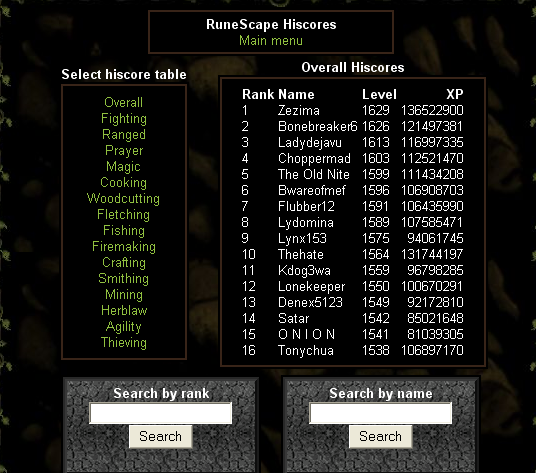 RuneScape Hiscores
Main menu
Select hiscore table
Overall
Fighting
Ranged
Prayer
Magic
Cooking
Woodcutting
Fletching
Fishing
Firemaking
Crafting
Smithing
Mining
Herblaw
Agility
Thieving
Overall Hiscores
Rank Name Level XP
1 Zezima 1629 136522900
2 Bonebreaker6 1626 121497381
3 Ladydejavu 1613 116997335
4 Choppermad 1603 112521470
5 The Old Nite 1599 111434208
6 Bwareofmef 1596 106908703
7 Flubber12 1591 106435990
8 Lydomina 1589 107585471
9 Lynx153 1575 94061745
10 Thehate 1564 131744197
11 Kdog3wa 1559 96798285
12 Lonekeeper 1550 100670291
13 Denex5123 1549 92172810
14 Satar 1542 85021648
15 O N I O N 1541 81039305
16 Tonychua 1538 106897170
Search by rank
Search
Search by name
Search